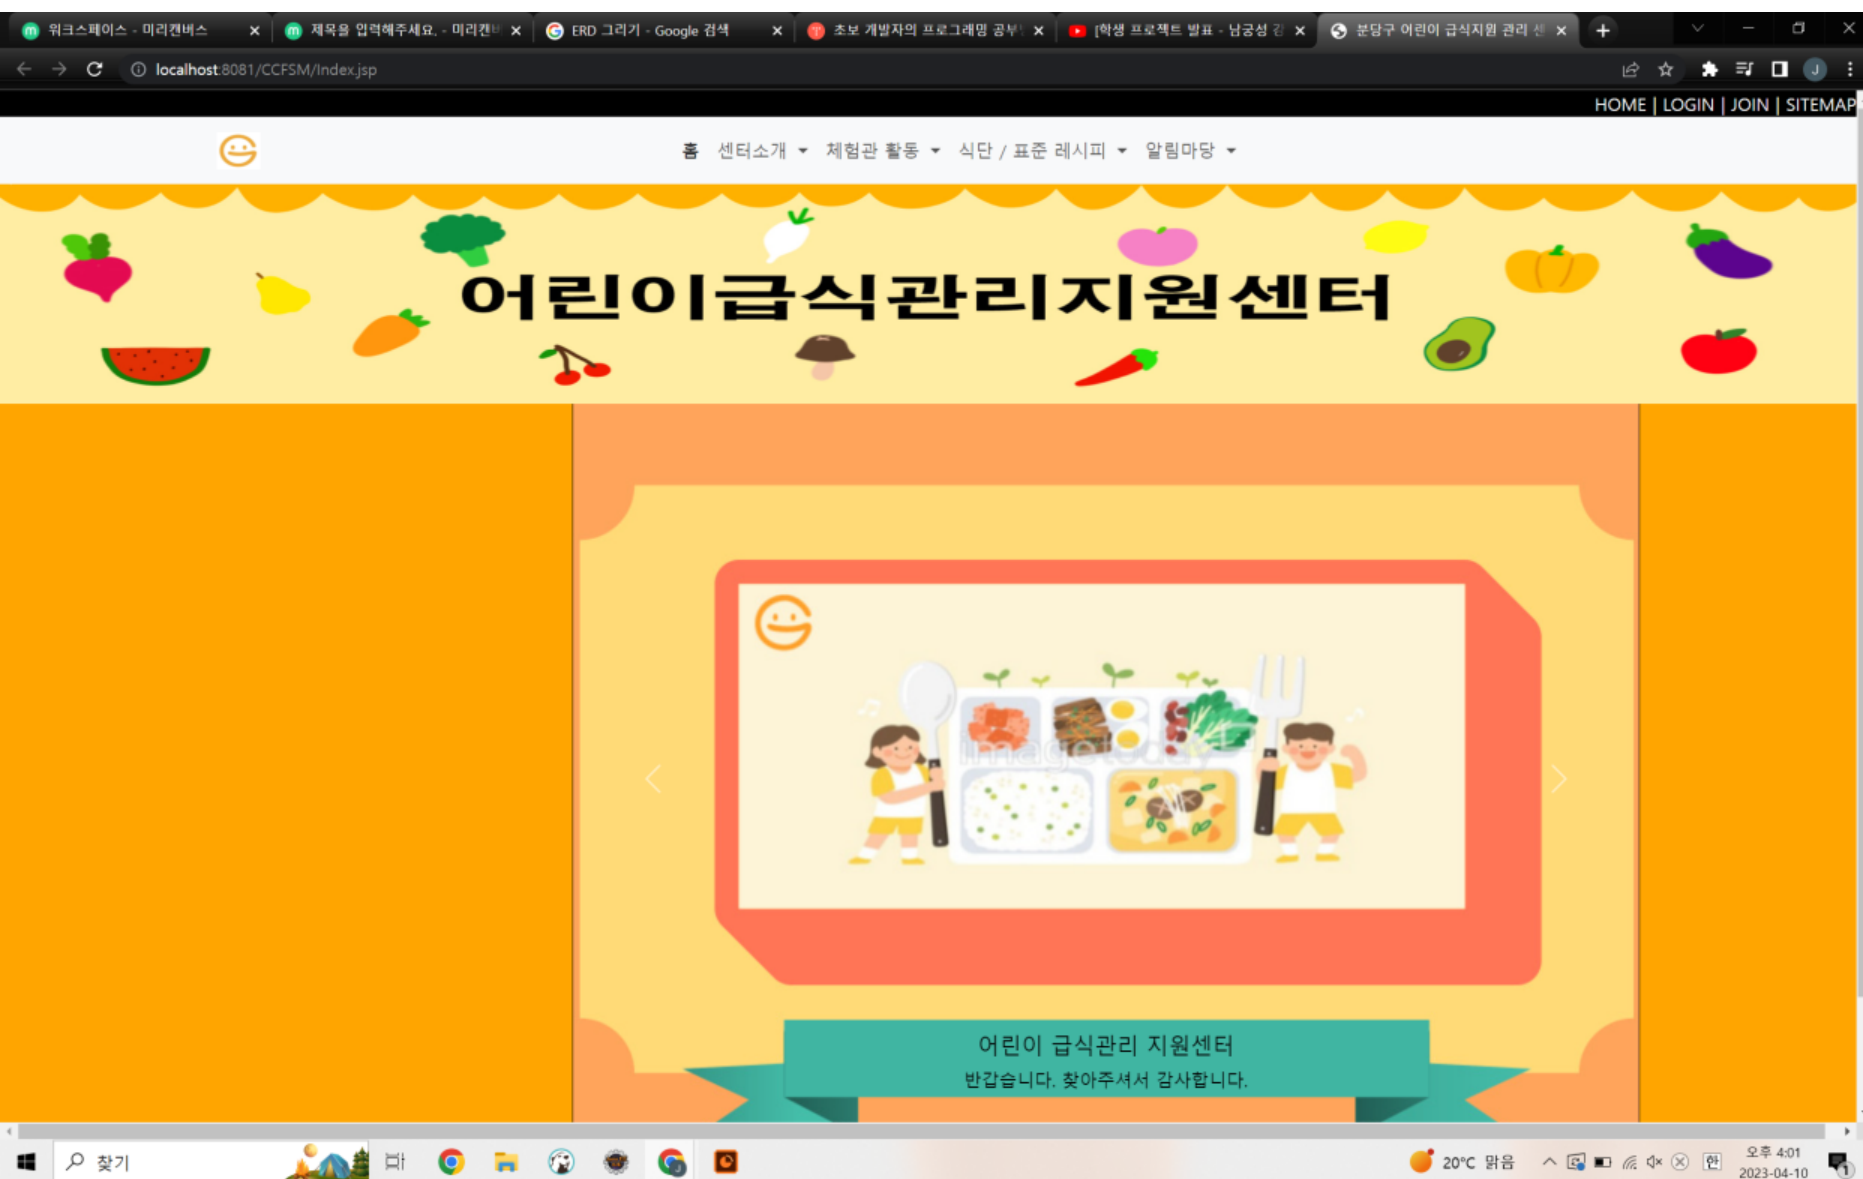 워크스페이스 - 미리캔버스
제목을 입력해주세요. - 미리캔버
ERD 그리기 - Google 검색
초보 개발자의 프로그래밍 공부
[학생 프로젝트 발표 - 남궁성 강
분당구 어린이 급식지원 관리 센
localhost:8081/CCFSM/Index.jsp
HOME | LOGIN | JOIN | SITEMAP
홈 센터소개 체험관 활동 식단 / 표준 레시피 알림마당
어린이급식관리지원센터
imagetoday
어린이 급식관리 지원센터
반갑습니다. 찾아주셔서 감사합니다.
찾기
20°C 맑음
한
오후 4:01
2023-04-10
1